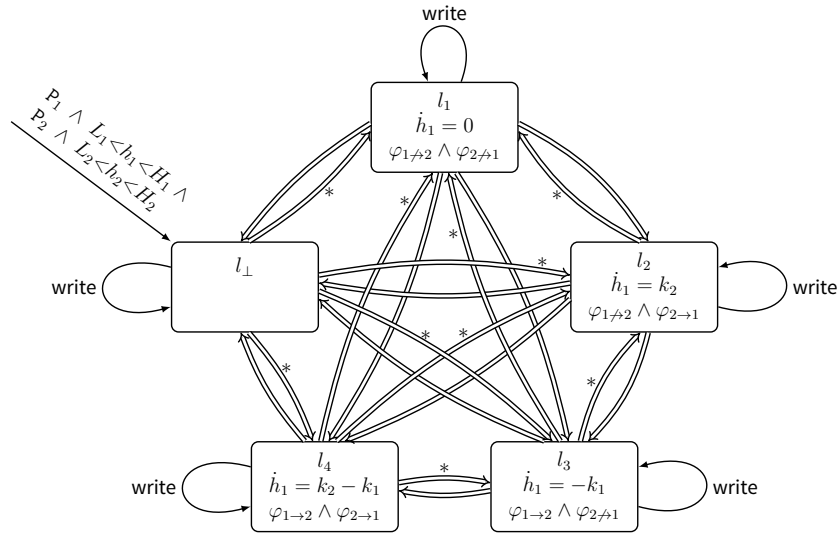 write
l₁
ḣ₁ = 0
φ₁↛₂ ∧ φ₂↛₁
P₁ ∧ L₁<h₁<H₁ ∧
P₂ ∧ L₂<h₂<H₂
*
*
*
*
l⊥
write
*
l₂
ḣ₁ = k₂
φ₁↛₂ ∧ φ₂→₁
write
*
*
*
*
l₄
ḣ₁ = k₂ − k₁
φ₁→₂ ∧ φ₂→₁
write
*
l₃
ḣ₁ = −k₁
φ₁→₂ ∧ φ₂↛₁
write